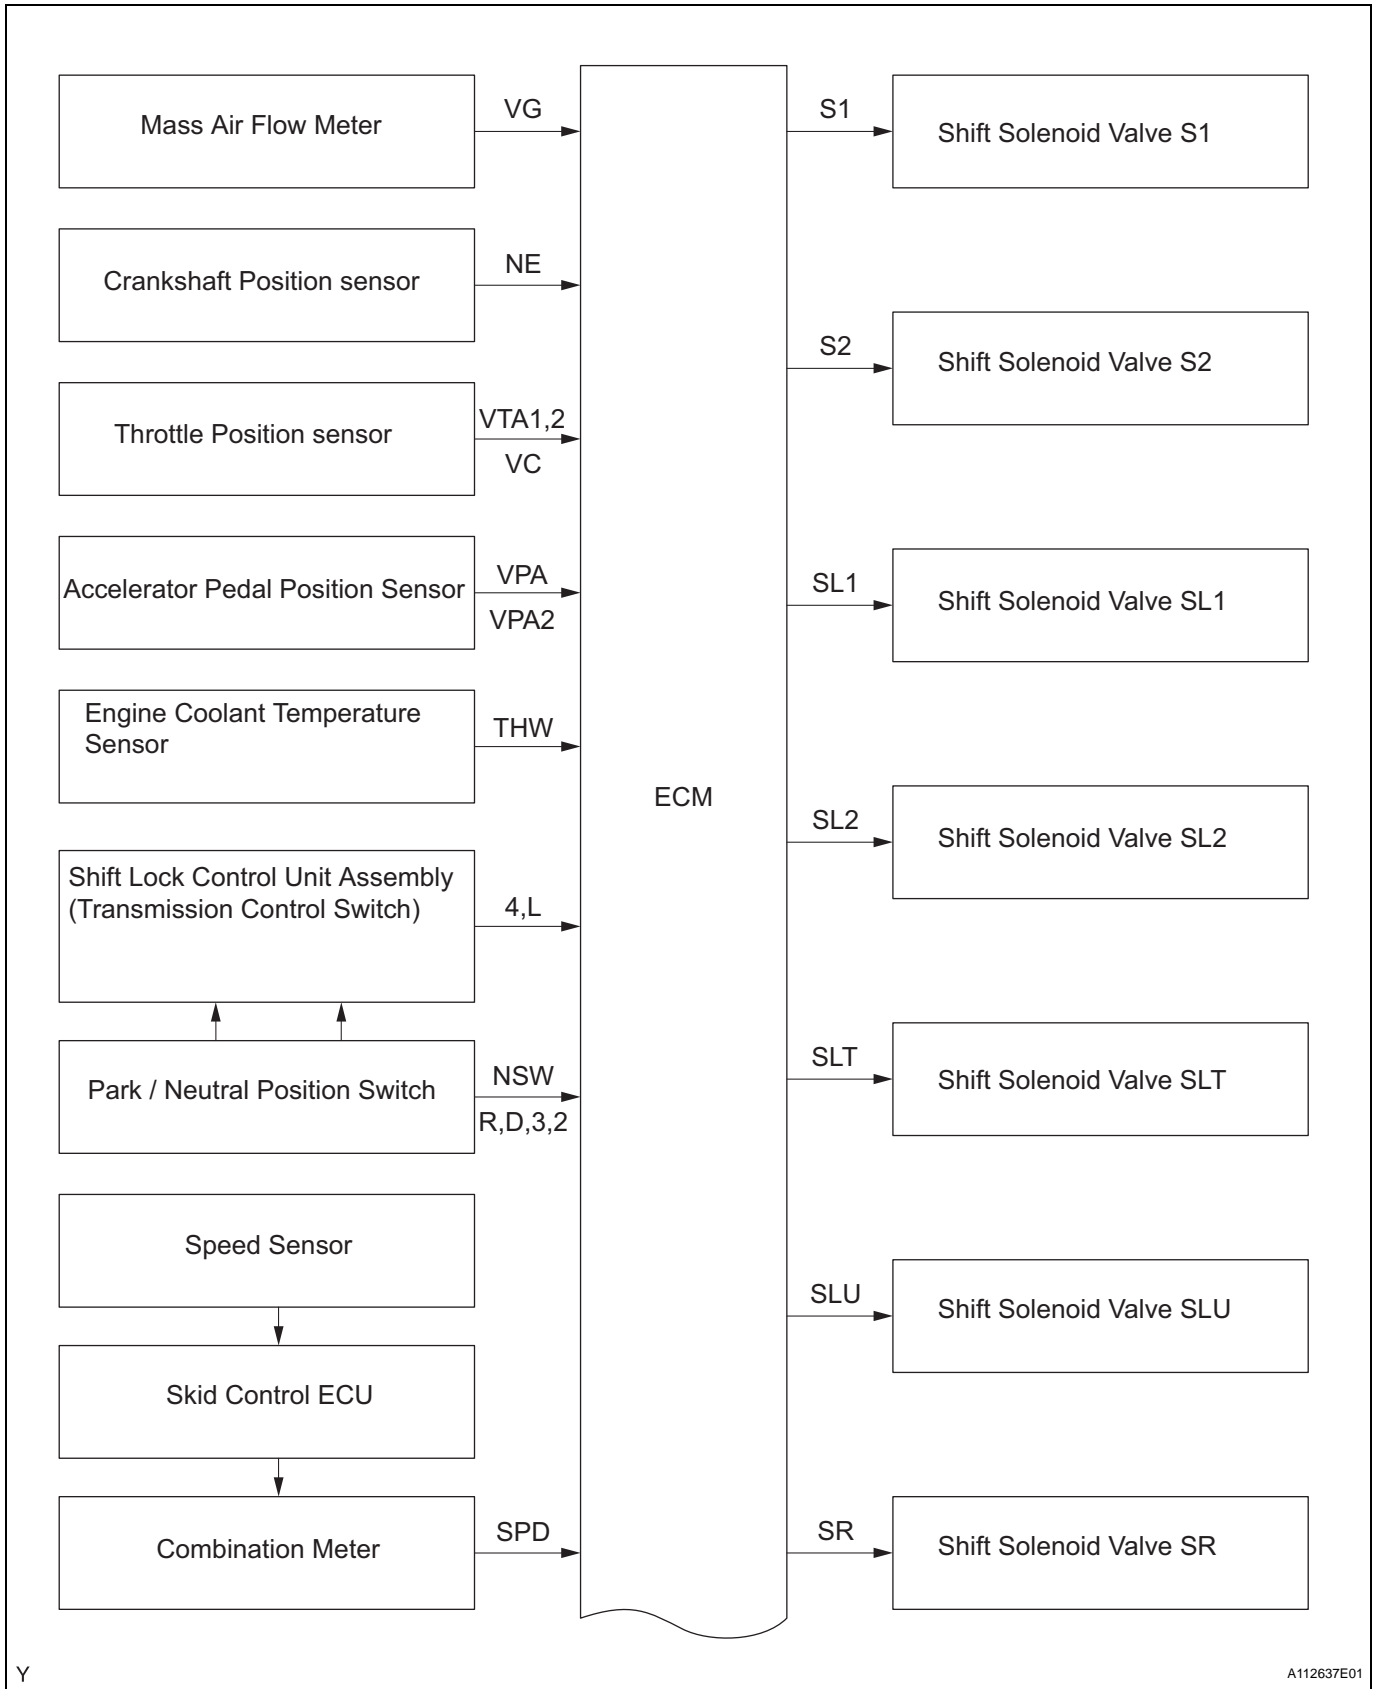 Mass Air Flow Meter
VG
Crankshaft Position sensor
NE
Throttle Position sensor
VTA1,2
VC
Accelerator Pedal Position Sensor
VPA
VPA2
Engine Coolant Temperature
Sensor
THW
Shift Lock Control Unit Assembly
(Transmission Control Switch)
4,L
Park / Neutral Position Switch
NSW
R,D,3,2
Speed Sensor
Skid Control ECU
Combination Meter
SPD
ECM
S1
Shift Solenoid Valve S1
S2
Shift Solenoid Valve S2
SL1
Shift Solenoid Valve SL1
SL2
Shift Solenoid Valve SL2
SLT
Shift Solenoid Valve SLT
SLU
Shift Solenoid Valve SLU
SR
Shift Solenoid Valve SR
Y
A112637E01